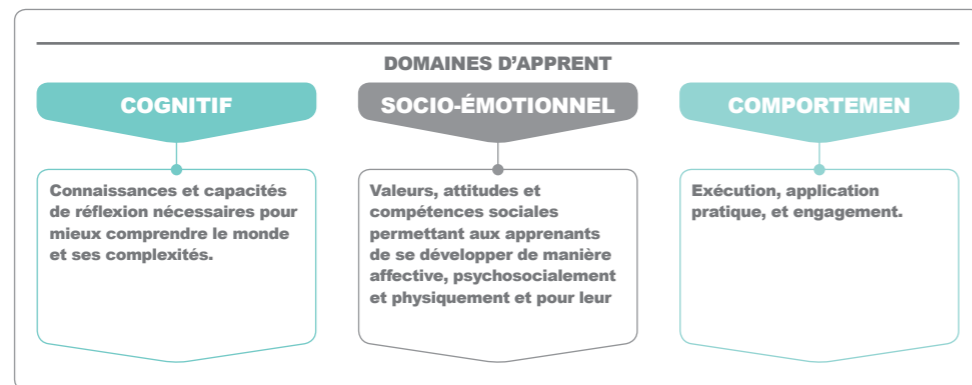 DOMAINES D'APPRENT
COGNITIF
SOCIO-ÉMOTIONNEL
COMPORTEMEN
Connaissances et capacités
de réflexion nécessaires pour
mieux comprendre le monde
et ses complexités.
Valeurs, attitudes et
compétences sociales
permettant aux apprenants
de se développer de manière
affective, psychosocialement
et physiquement et pour leur
Exécution, application
pratique, et engagement.